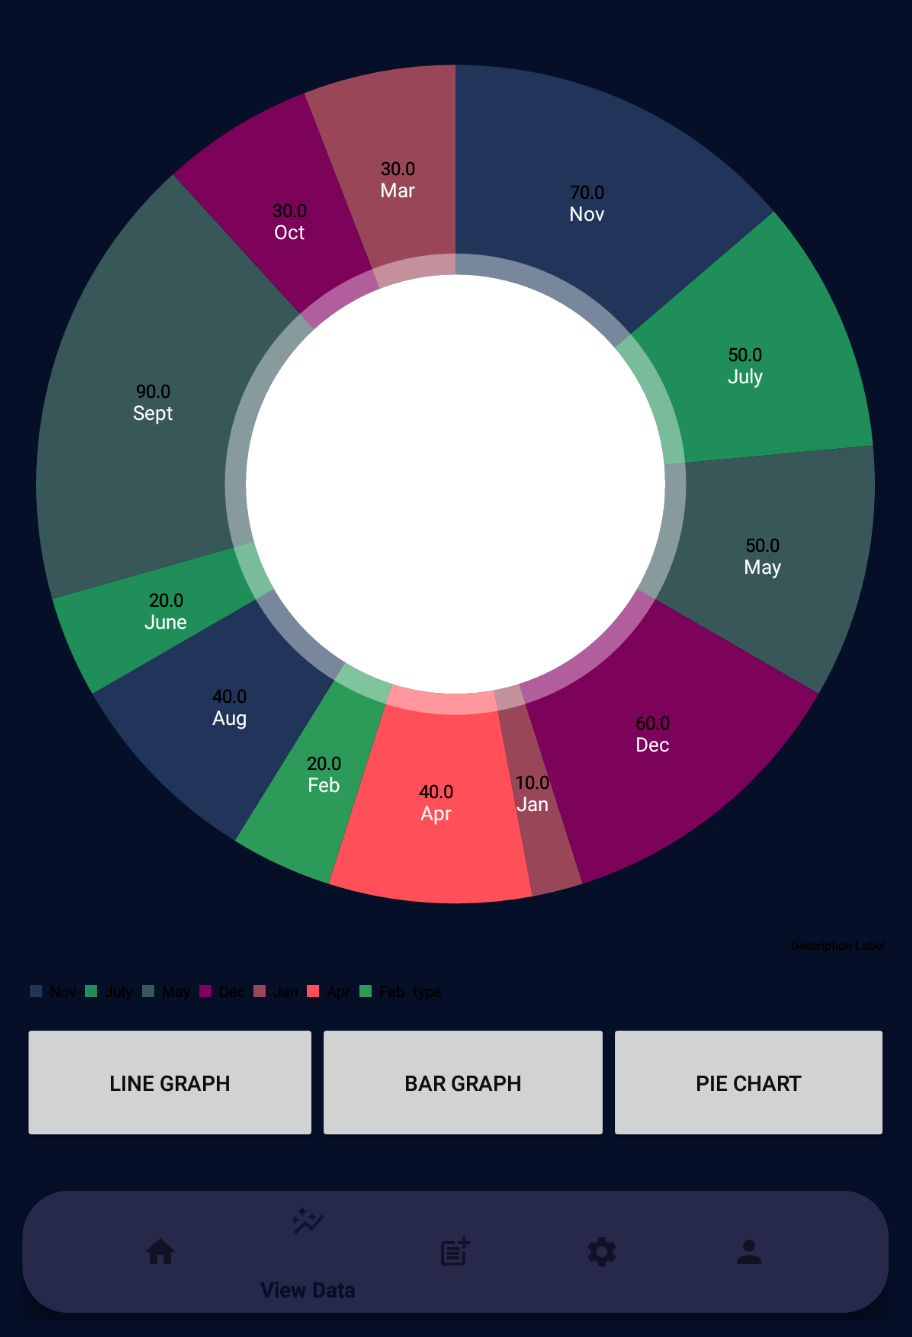 30.0
Mar
70.0
Nov
30.0
Oct
50.0
July
90.0
Sept
50.0
May
20.0
June
40.0
Aug
60.0
Dec
20.0
Feb
40.0
Apr
10.0
Jan
Description Label
Nov July May Dec Jan Apr Feb type
LINE GRAPH BAR GRAPH PIE CHART
View Data